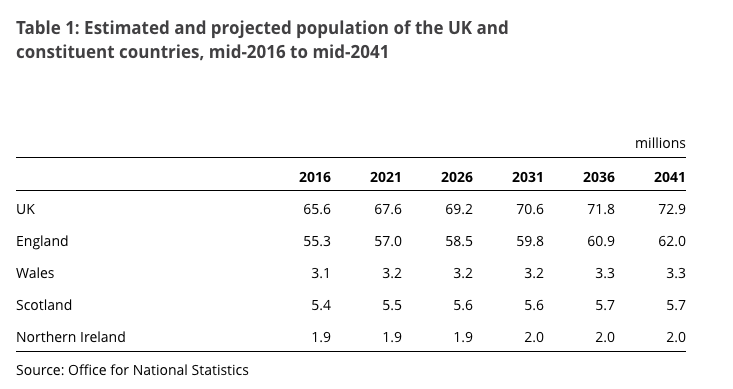 Table 1: Estimated and projected population of the UK and
constituent countries, mid-2016 to mid-2041
millions
2016 2021 2026 2031 2036 2041
UK 65.6 67.6 69.2 70.6 71.8 72.9
England 55.3 57.0 58.5 59.8 60.9 62.0
Wales 3.1 3.2 3.2 3.2 3.3 3.3
Scotland 5.4 5.5 5.6 5.6 5.7 5.7
Northern Ireland 1.9 1.9 1.9 2.0 2.0 2.0
Source: Office for National Statistics